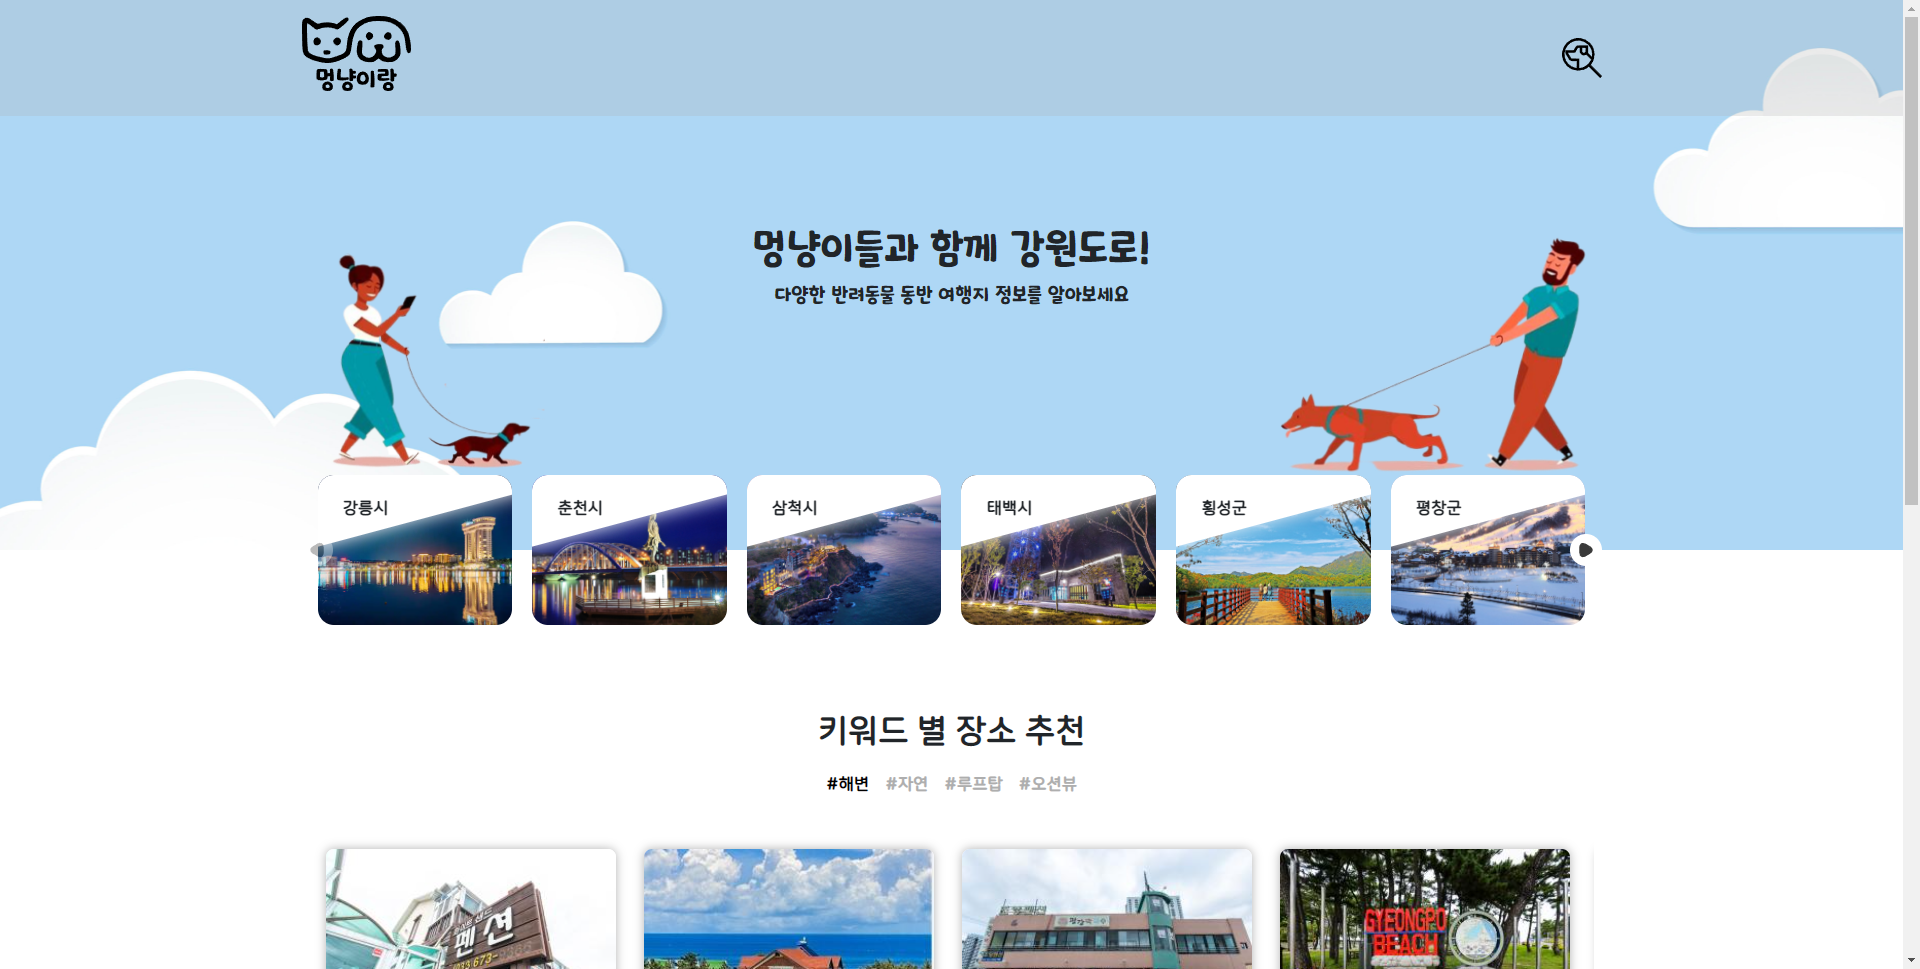 멍냥이랑
멍냥이들과 함께 강원도로!
다양한 반려동물 동반 여행지 정보를 알아보세요
강릉시
춘천시
삼척시
태백시
횡성군
평창군
키워드 별 장소 추천
#해변 #자연 #루프탑 #오션뷰
펜션
GYEONGPO
BEACH